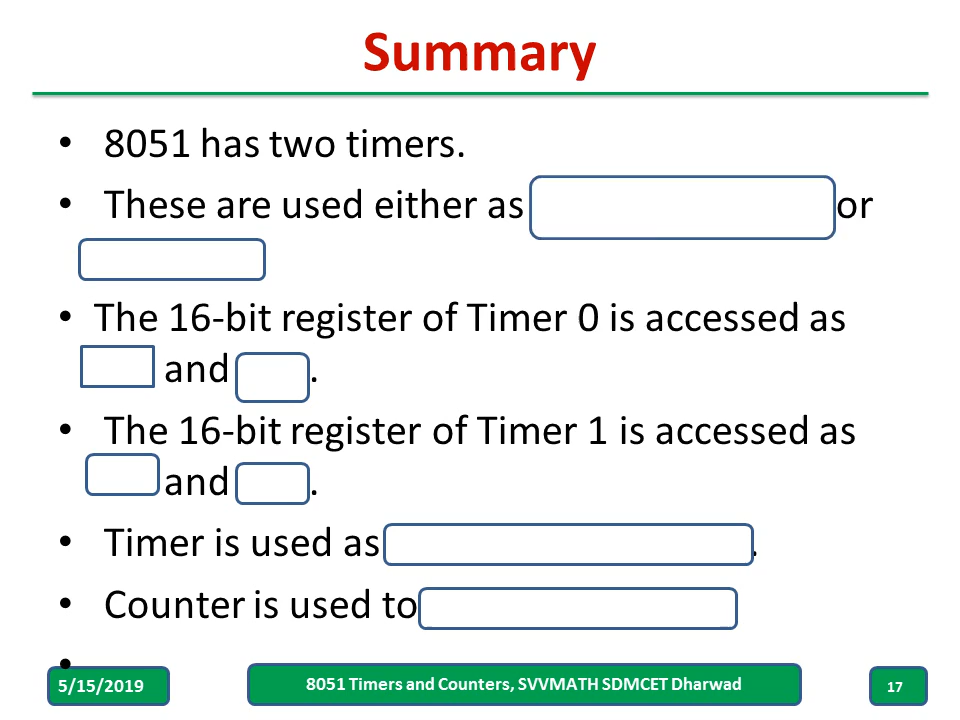 Summary
• 8051 has two timers.
• These are used either as or
• The 16-bit register of Timer 0 is accessed as
and .
• The 16-bit register of Timer 1 is accessed as
and .
• Timer is used as .
• Counter is used to
•
5/15/2019
8051 Timers and Counters, SVVMATH SDMCET Dharwad
17